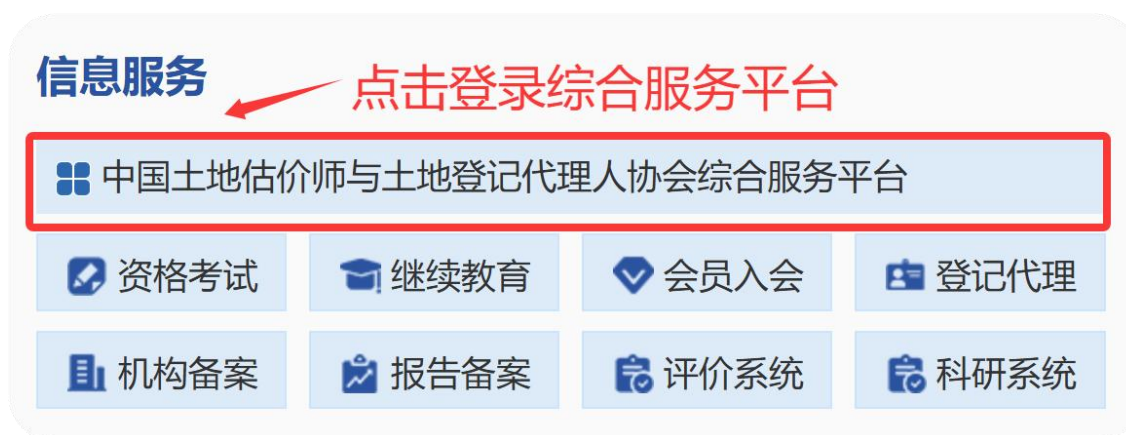 信息服务
点击登录综合服务平台
中国土地估价师与土地登记代理人协会综合服务平台
资格考试 继续教育 会员入会 登记代理
机构备案 报告备案 评价系统 科研系统